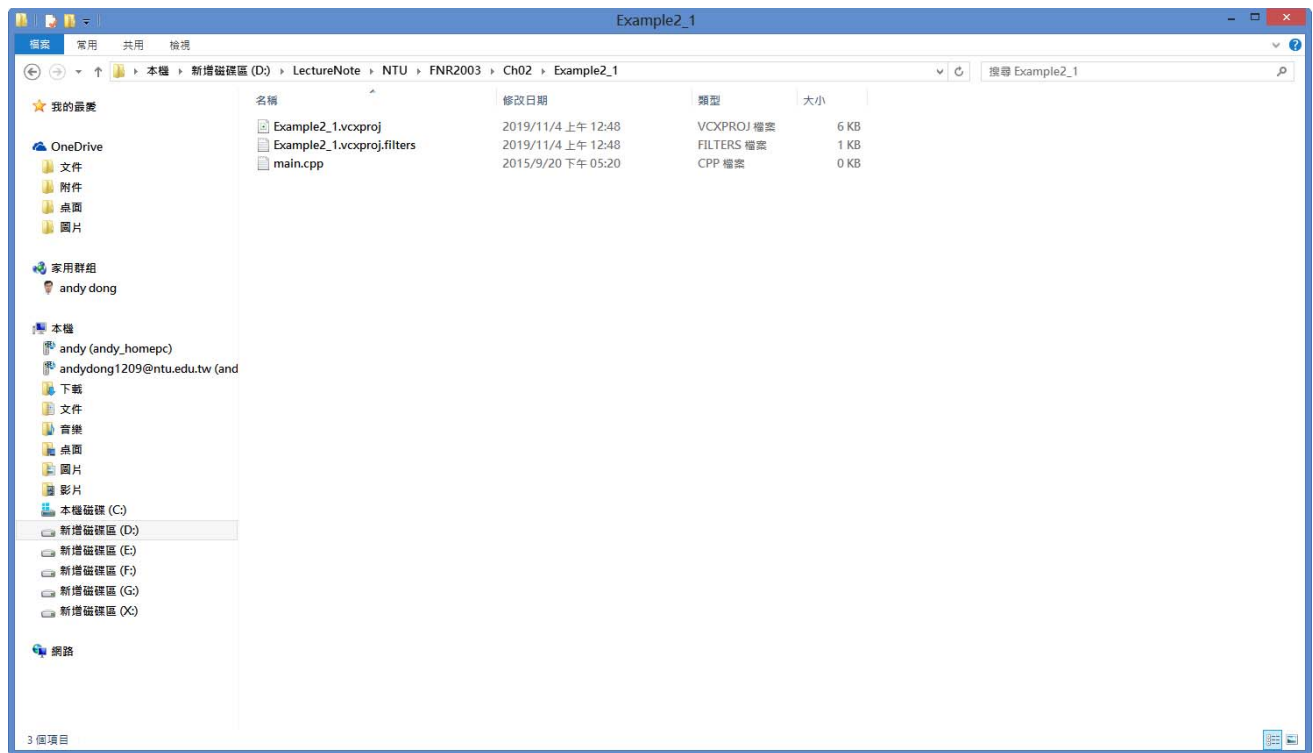 Example2_1
檔案 常用 共用 檢視
本機 新增磁碟區 (D:) LectureNote NTU FNR2003 Ch02 Example2_1
搜尋 Example2_1
名稱 修改日期 類型 大小
Example2_1.vcxproj 2019/11/4 上午 12:48 VCXPROJ 檔案 6 KB
Example2_1.vcxproj.filters 2019/11/4 上午 12:48 FILTERS 檔案 1 KB
main.cpp 2015/9/20 下午 05:20 CPP 檔案 0 KB
我的最愛
OneDrive
文件
附件
桌面
圖片
家用群組
andy dong
本機
andy (andy_homepc)
andydong1209@ntu.edu.tw (and
下載
文件
音樂
桌面
圖片
影片
本機磁碟 (C:)
新增磁碟區 (D:)
新增磁碟區 (E:)
新增磁碟區 (F:)
新增磁碟區 (G:)
新增磁碟區 (X:)
網路
3 個項目